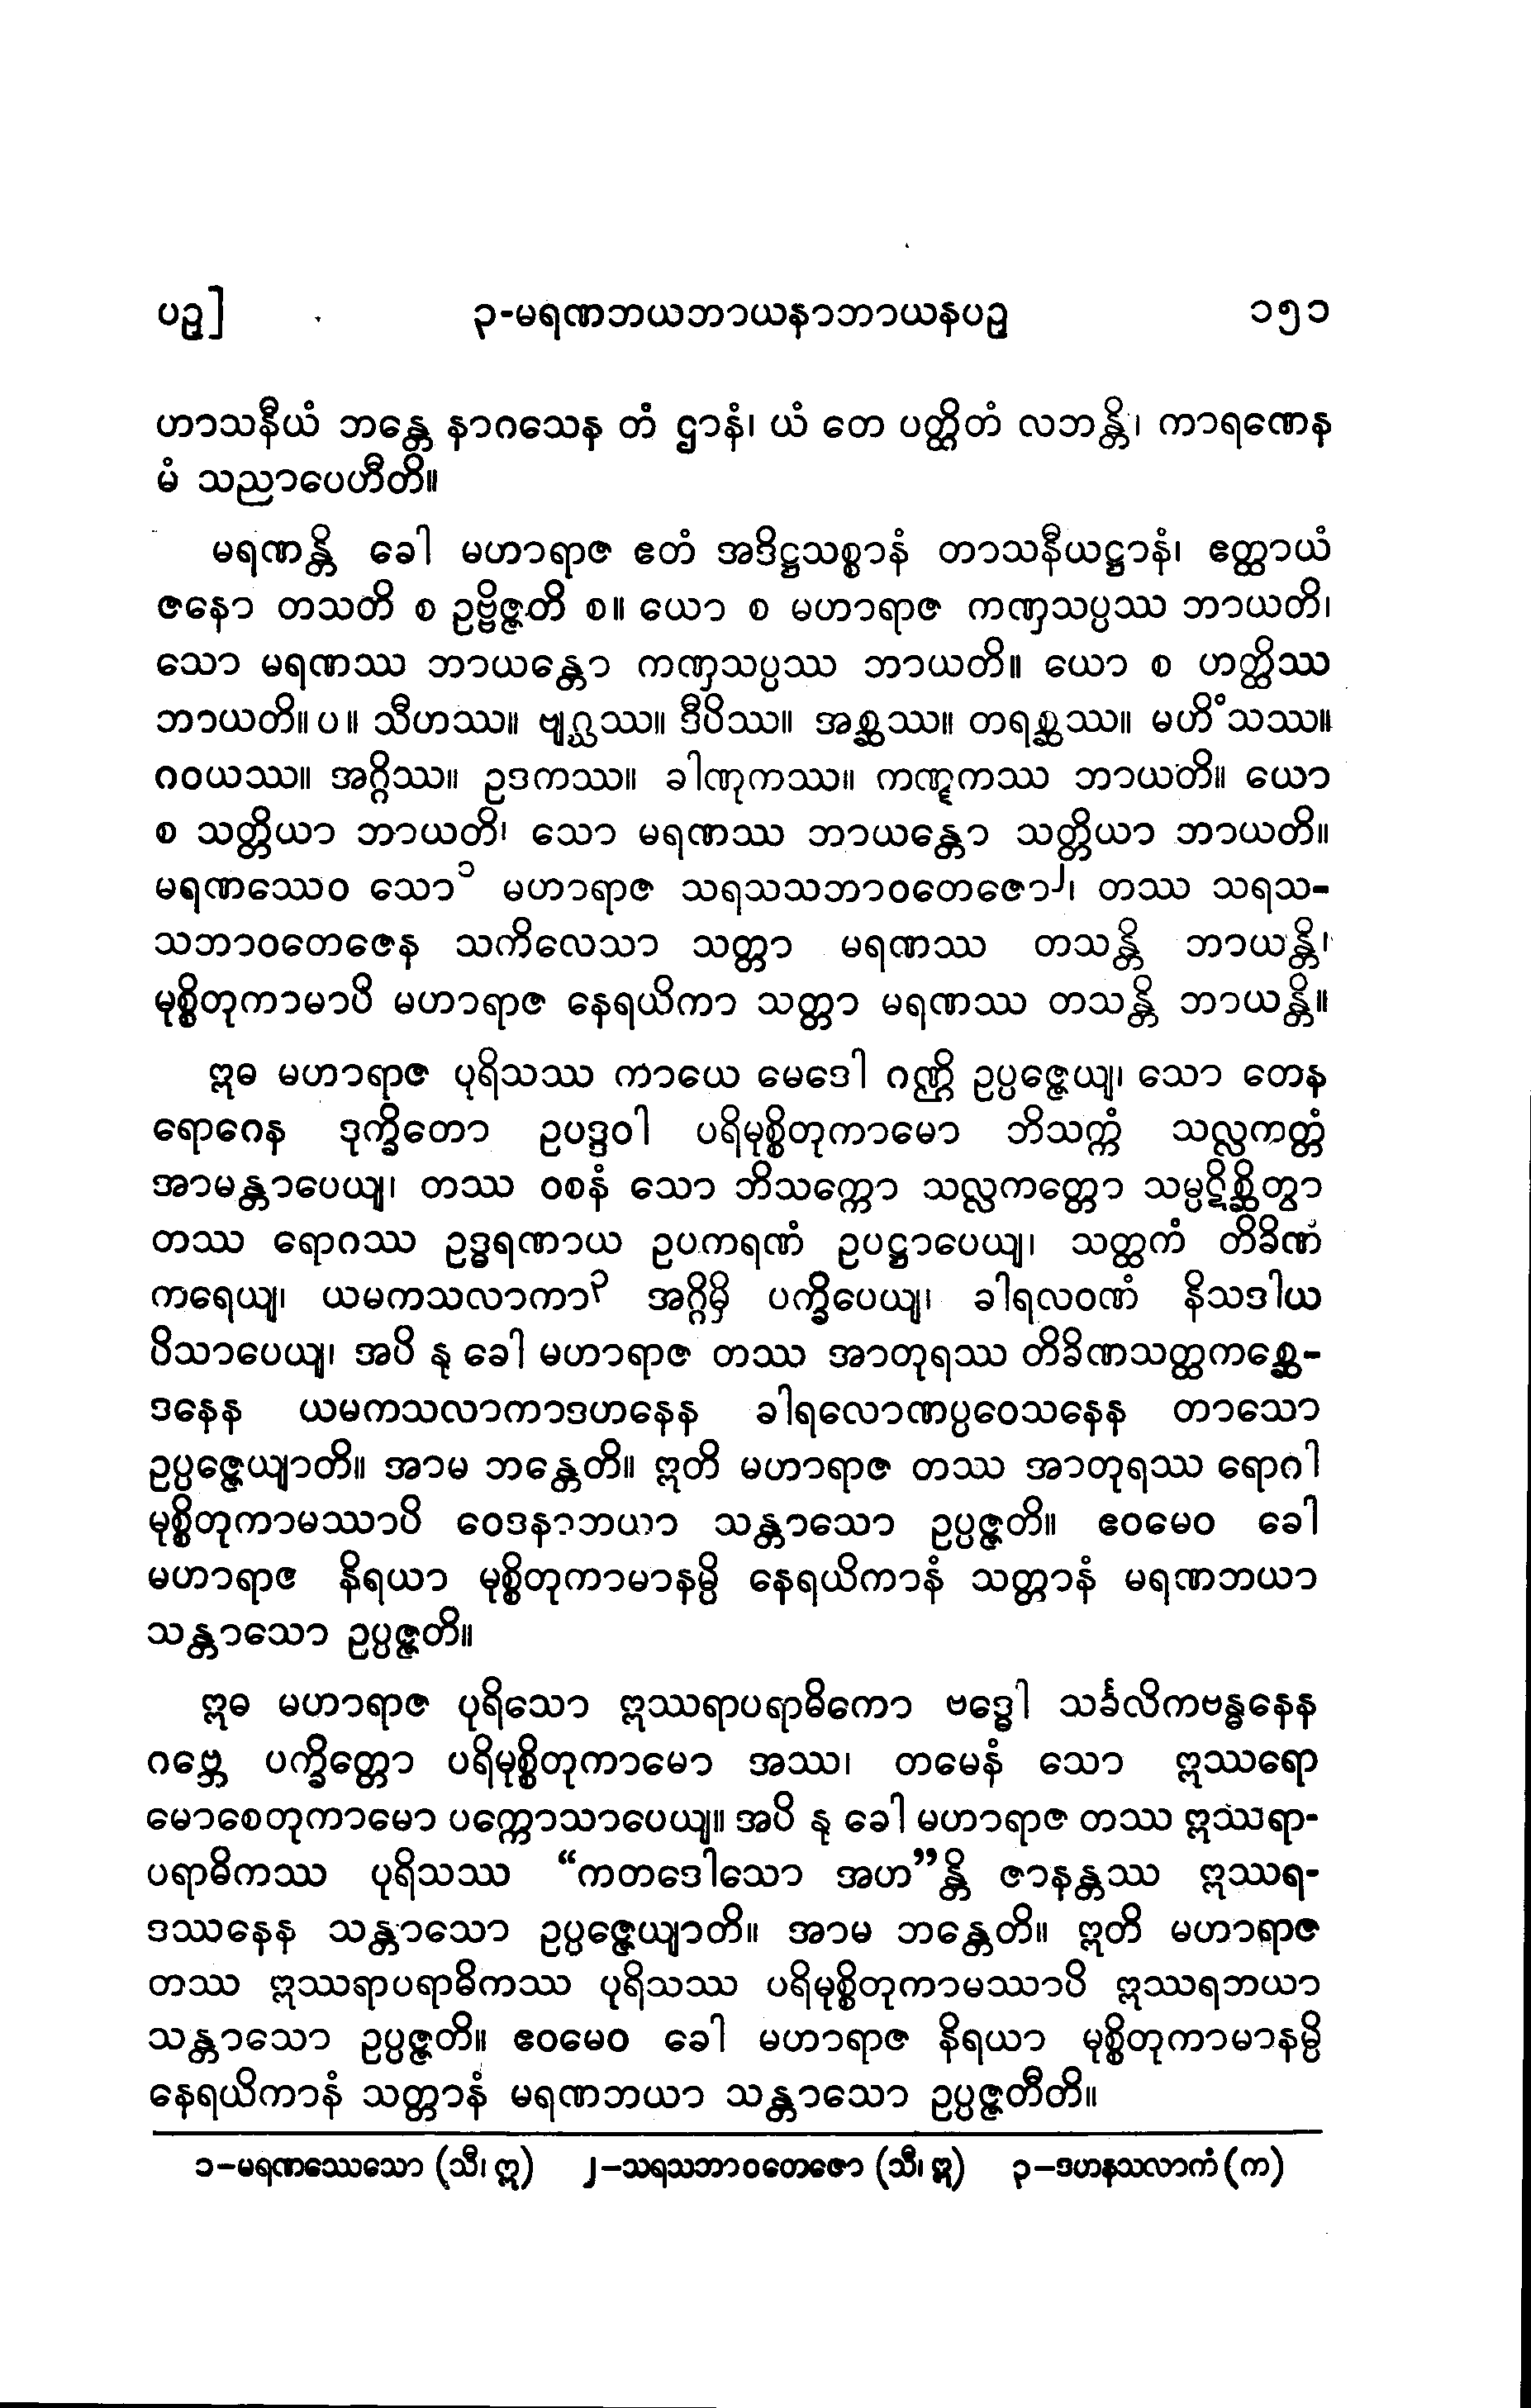 ပဉှ]		၃-မရဏဘယဘာယနာဘာယနပဉှ		၁၅၁
ဟာသနီယံ ဘန္တေ နာဂသေန တံ ဌာနံ၊ ယံ တေ ပတ္ထိတံ လဘန္တိ၊ ကာရဏေန
မံ သညာပေဟီတိ။
မရဏန္တိ ခေါ မဟာရာဇ ဧတံ အဒိဋ္ဌသစ္စာနံ တာသနီယဋ္ဌာနံ၊ ဧတ္ထာယံ
ဇနော တသတိ စ ဥဗ္ဗိဇ္ဇတိ စ။ ယော စ မဟာရာဇ ကဏှသပ္ပဿ ဘာယတိ၊
သော မရဏဿ ဘာယန္တော ကဏှသပ္ပဿ ဘာယတိ။ ယော စ ဟတ္ထိဿ
ဘာယတိ။ ပ။ သီဟဿ။ ဗျဂ္ဃဿ။ ဒီပိဿ။ အစ္ဆဿ။ တရစ္ဆဿ။ မဟိံသဿ။
ဂဝယဿ။ အဂ္ဂိဿ။ ဥဒကဿ။ ခါဏုကဿ။ ကဏ္ဋကဿ ဘာယတိ။ ယော
စ သတ္တိယာ ဘာယတိ၊ သော မရဏဿ ဘာယန္တော သတ္တိယာ ဘာယတိ။
မရဏဿေဝ သော၁ မဟာရာဇ သရသသဘာဝတေဇော၂၊ တဿ သရသ-
သဘာဝတေဇေန သကိလေသာ သတ္တာ မရဏဿ တသန္တိ ဘာယန္တိ၊
မုစ္စိတုကာမာပိ မဟာရာဇ နေရယိကာ သတ္တာ မရဏဿ တသန္တိ ဘာယန္တိ။
ဣဓ မဟာရာဇ ပုရိသဿ ကာယေ မေဒေါ ဂဏ္ဌိ ဥပ္ပဇ္ဇေယျ၊ သော တေန
ရောဂေန ဒုက္ခိတော ဥပဒ္ဒဝါ ပရိမုစ္စိတုကာမော ဘိသက္ကံ သလ္လကတ္တံ
အာမန္တာပေယျ၊ တဿ ဝစနံ သော ဘိသက္ကော သလ္လကတ္တော သမ္ပဋိစ္ဆိတွာ
တဿ ရောဂဿ ဥဒ္ဓရဏာယ ဥပကရဏံ ဥပဋ္ဌာပေယျ၊ သတ္ထကံ တိခိဏံ
ကရေယျ၊ ယမကသလာကာ၃ အဂ္ဂိမှိ ပက္ခိပေယျ၊ ခါရလဝဏံ နိသဒါယ
ပိသာပေယျ၊ အပိ နု ခေါ မဟာရာဇ တဿ အာတုရဿ တိခိဏသတ္ထကစ္ဆေ-
ဒနေန ယမကသလာကာဒဟနေန ခါရလောဏပ္ပဝေသနေန တာသော
ဥပ္ပဇ္ဇေယျာတိ။ အာမ ဘန္တေတိ။ ဣတိ မဟာရာဇ တဿ အာတုရဿ ရောဂါ
မုစ္စိတုကာမဿာပိ ဝေဒနာဘယာ သန္တာသော ဥပ္ပဇ္ဇတိ။ ဧဝမေဝ ခေါ
မဟာရာဇ နိရယာ မုစ္စိတုကာမာနမ္ပိ နေရယိကာနံ သတ္တာနံ မရဏဘယာ
သန္တာသော ဥပ္ပဇ္ဇတိ။
ဣဓ မဟာရာဇ ပုရိသော ဣဿရာပရာဓိကော ဗဒ္ဓေါ သင်္ခလိကဗန္ဓနေန
ဂဗ္ဘေ ပက္ခိတ္တော ပရိမုစ္စိတုကာမော အဿ၊ တမေနံ သော ဣဿရော
မောစေတုကာမော ပက္ကောသာပေယျ။ အပိ နု ခေါ မဟာရာဇ တဿ ဣဿရာ-
ပရာဓိကဿ ပုရိသဿ “ကတဒေါသော အဟ”န္တိ ဇာနန္တဿ ဣဿရ-
ဒဿနေန သန္တာသော ဥပ္ပဇ္ဇေယျာတိ။ အာမ ဘန္တေတိ။ ဣတိ မဟာရာဇ
တဿ ဣဿရာပရာဓိကဿ ပုရိသဿ ပရိမုစ္စိတုကာမဿာပိ ဣဿရဘယာ
သန္တာသော ဥပ္ပဇ္ဇတိ။ ဧဝမေဝ ခေါ မဟာရာဇ နိရယာ မုစ္စိတုကာမာနမ္ပိ
နေရယိကာနံ သတ္တာနံ မရဏဘယာ သန္တာသော ဥပ္ပဇ္ဇတီတိ။
၁-မရဏဿေသော (သီ၊ ဣ)	၂-သရသဘာဝတေဇော (သီ၊ ဣ)	၃-ဒဟနသလာကံ (က)